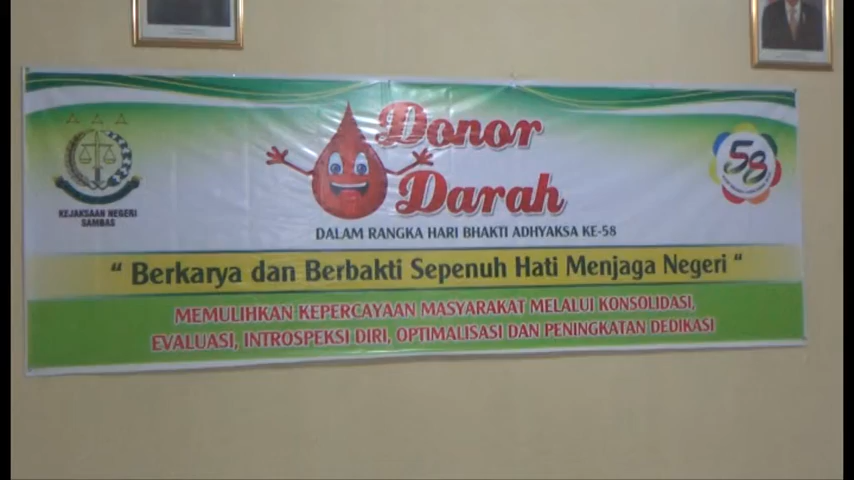 Donor
Darah
KEJAKSAAN NEGERI
SAMBAS
58
DALAM RANGKA HARI BHAKTI ADHYAKSA KE-58
“ Berkarya dan Berbakti Sepenuh Hati Menjaga Negeri “
MEMULIHKAN KEPERCAYAAN MASYARAKAT MELALUI KONSOLIDASI,
EVALUASI, INTROSPEKSI DIRI, OPTIMALISASI DAN PENINGKATAN DEDIKASI